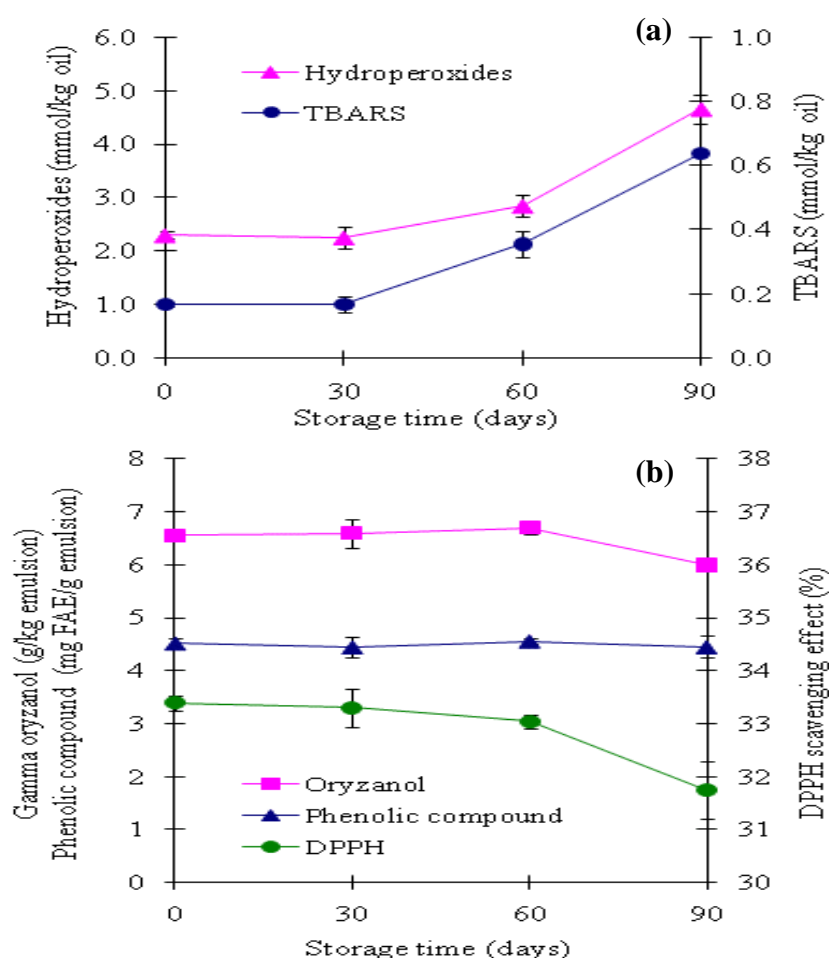 (a)
Hydroperoxides (mmol/kg oil)
6.0
5.0
4.0
3.0
2.0
1.0
0.0
Hydroperoxides
TBARS
1.0
0.8
0.6
0.4
0.2
0.0
TBARS (mmol/kg oil)
0 30 60 90
Storage time (days)
(b)
Gamma oryzanol (g/kg emulsion)
Phenolic compound (mg FAE/g emulsion)
8
7
6
5
4
3
2
1
0
Oryzanol
Phenolic compound
DPPH
38
37
36
35
34
33
32
31
30
DPPH scavenging effect (%)
0 30 60 90
Storage time (days)